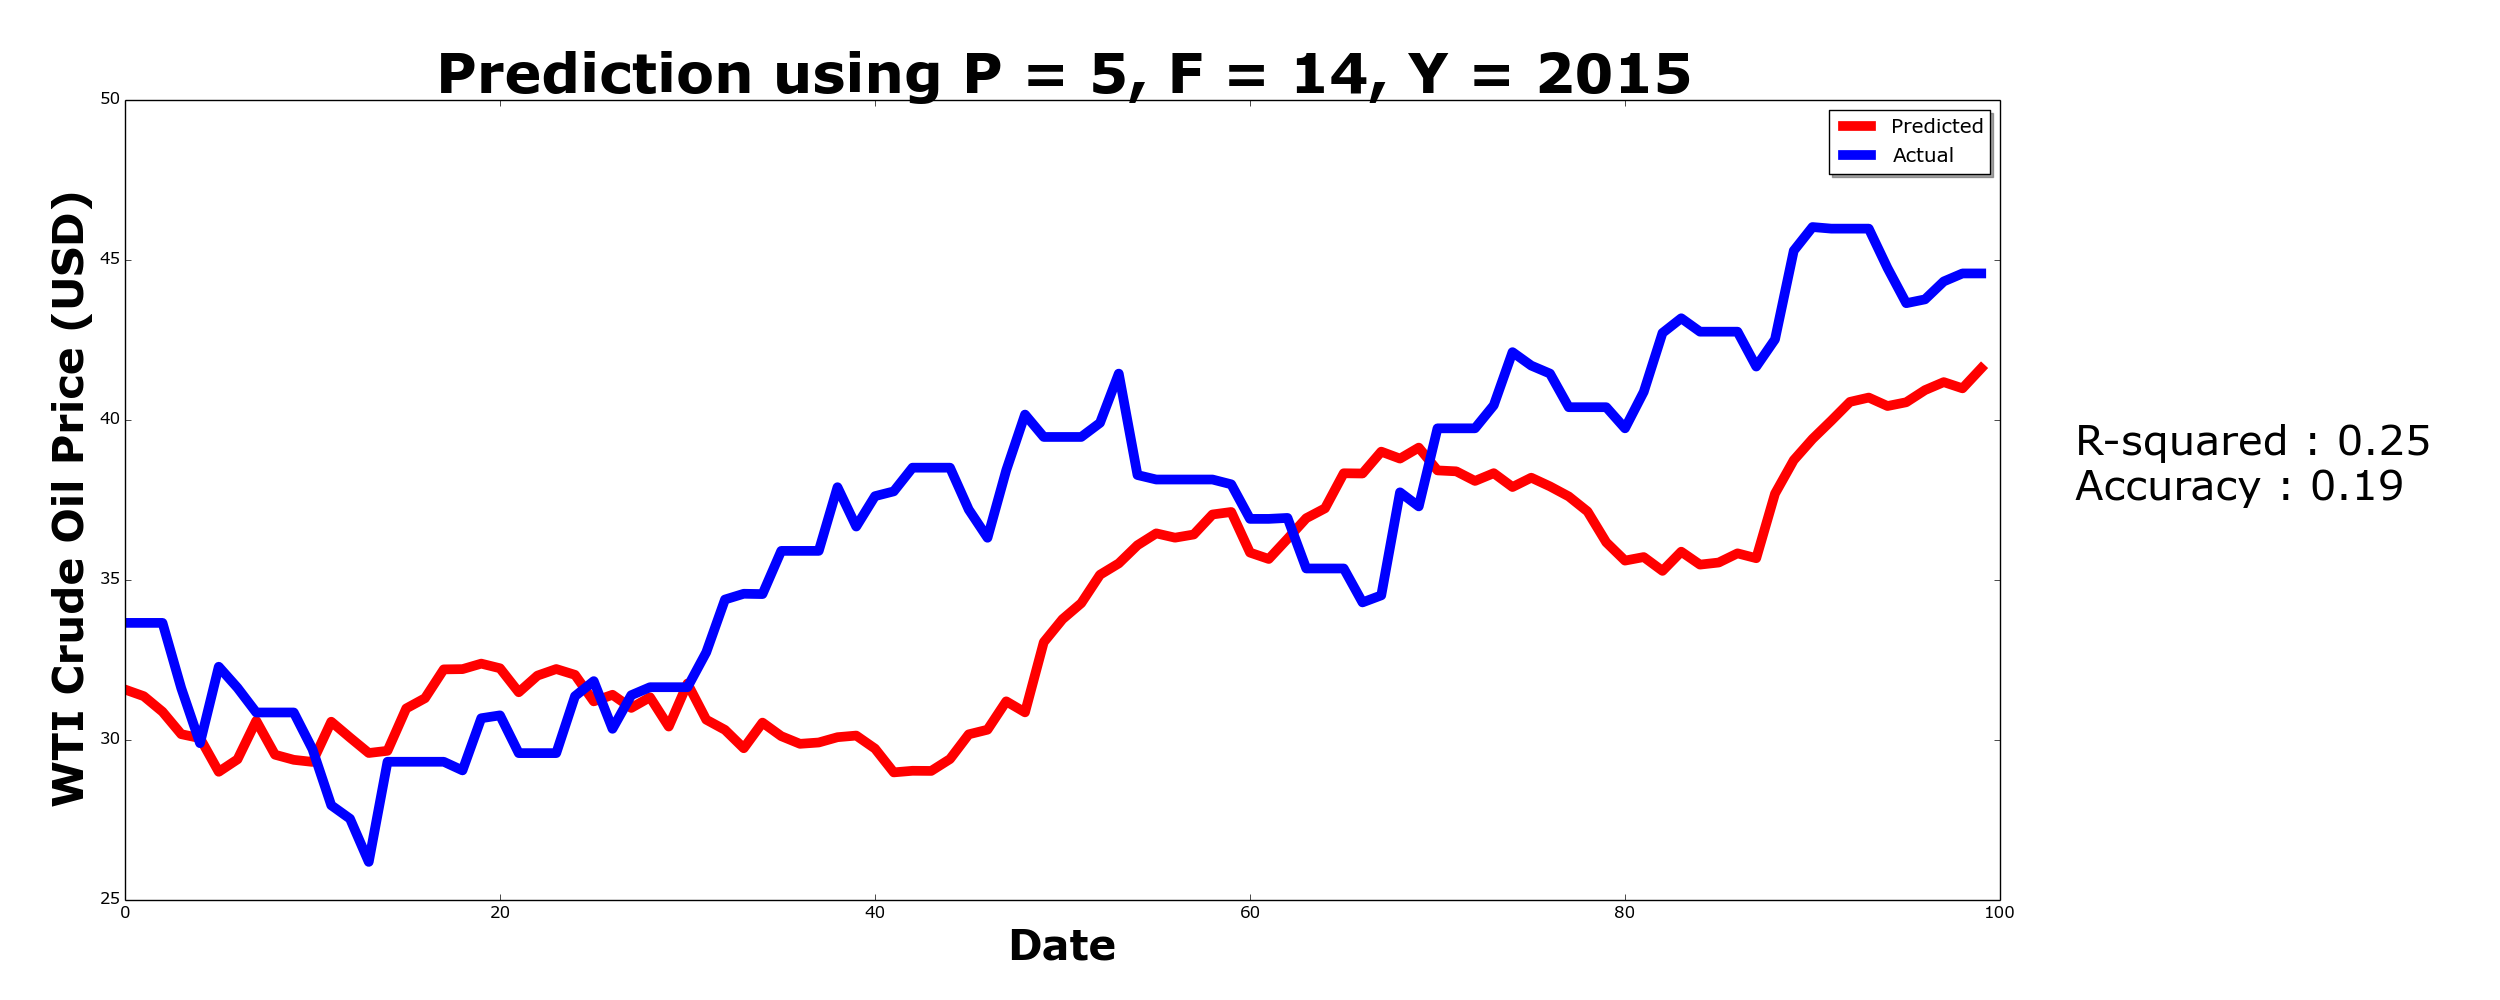 Prediction using P = 5, F = 14, Y = 2015
50
45
40
35
30
25
WTI Crude Oil Price (USD)
Predicted
Actual
R-squared : 0.25
Accuracy : 0.19
0 20 40 60 80 100
Date